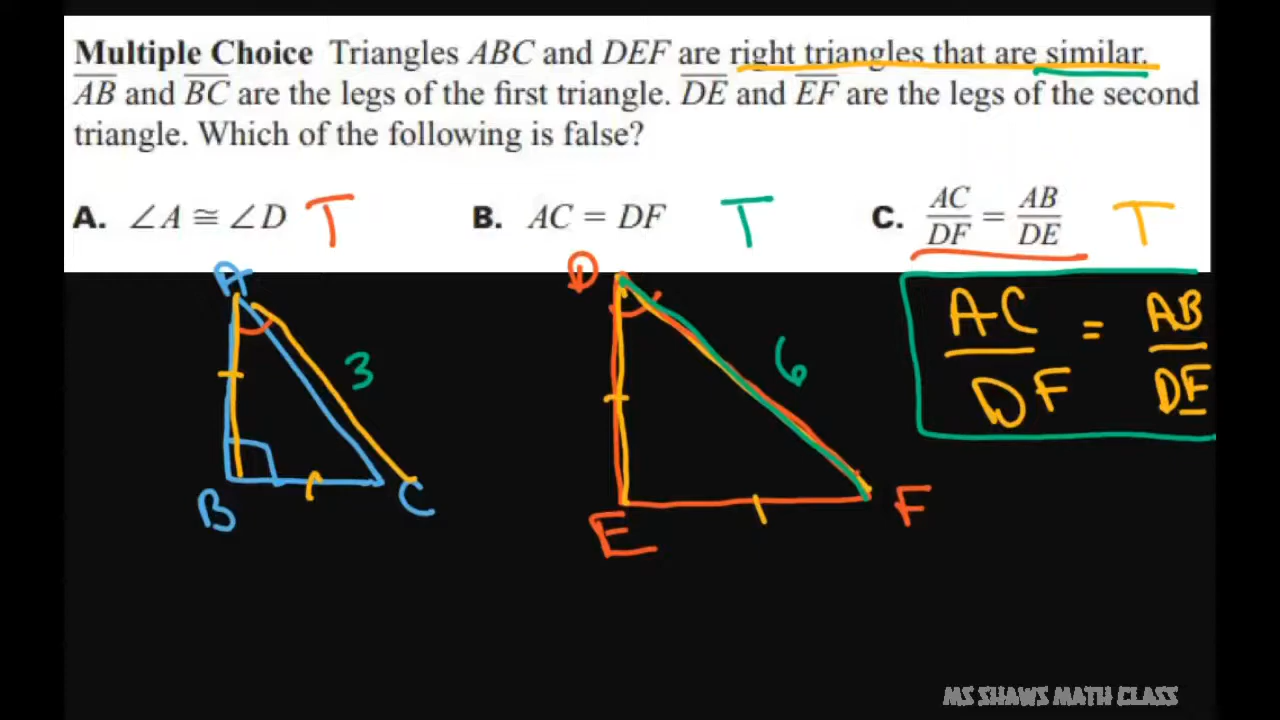 Multiple Choice Triangles ABC and DEF are right triangles that are similar.
AB and BC are the legs of the first triangle. DE and EF are the legs of the second
triangle. Which of the following is false?
A. ∠A ≅ ∠D T B. AC = DF T C. AC/DF = AB/DE T
A D
AC/DF = AB/DE
3 6
B C E F
MS SHAWS MATH CLASS